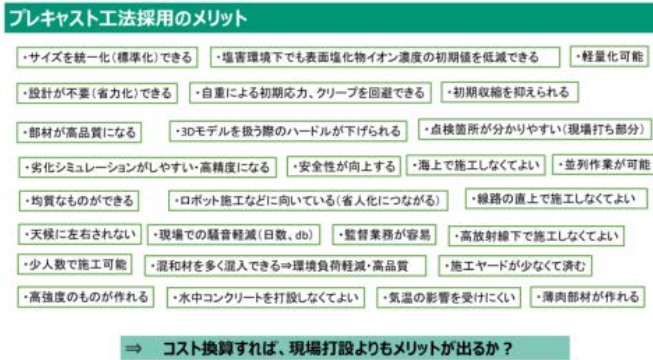 プレキャスト工法採用のメリット
・サイズを統一化(標準化)できる ・塩害環境下でも表面塩化物イオン濃度の初期値を低減できる ・軽量化可能
・設計が不要(省力化)できる ・自重による初期応力、クリープを回避できる ・初期収縮を抑えられる
・部材が高品質になる ・3Dモデルを扱う際のハードルが下げられる ・点検箇所が分かりやすい(現場打ち部分)
・劣化シミュレーションがしやすい・高精度になる ・安全性が向上する ・海上で施工しなくてよい ・並列作業が可能
・均質なものができる ・ロボット施工などに向いている(省人化につながる) ・線路の直上で施工しなくてよい
・天候に左右されない ・現場での騒音軽減(日数、db) ・監督業務が容易 ・高放射線下で施工しなくてよい
・少人数で施工可能 ・混和材を多く混入できる⇒環境負荷軽減・高品質 ・施工ヤードが少なくて済む
・高強度のものが作れる ・水中コンクリートを打設しなくてよい ・気温の影響を受けにくい ・薄肉部材が作れる
⇒ コスト換算すれば、現場打設よりもメリットが出るか?